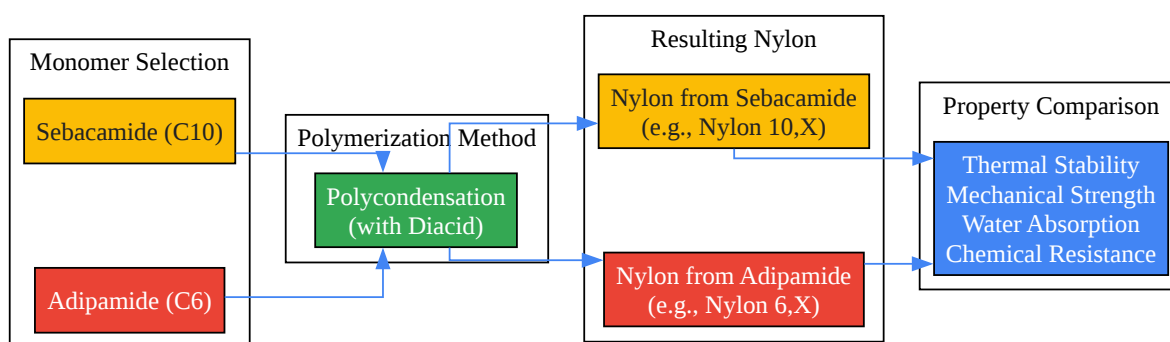 Monomer Selection
Sebacamide (C10)
Adipamide (C6)
Polymerization Method
Polycondensation
(with Diacid)
Resulting Nylon
Nylon from Sebacamide
(e.g., Nylon 10,X)
Nylon from Adipamide
(e.g., Nylon 6,X)
Property Comparison
Thermal Stability
Mechanical Strength
Water Absorption
Chemical Resistance